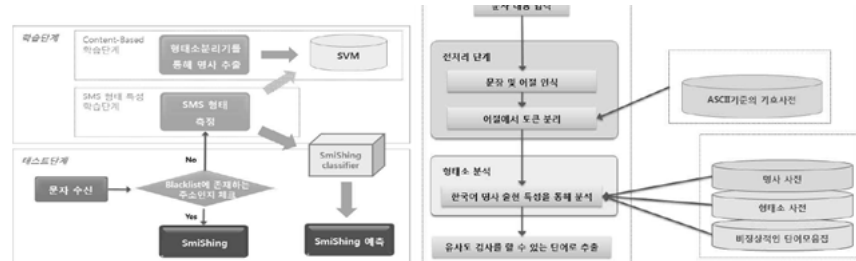 학습단계
Content-Based
학습단계
형태소분리기를
통해 명사 추출
SVM
SMS 형태 특성
학습단계
SMS 형태
측정
SmiShing
classifier
테스트단계
No
문자 수신
Blacklist에 존재하는
주소인지 체크
Yes
SmiShing
SmiShing 예측
전처리 단계
문장 및 어절 인식
어절에서 토큰 분리
ASCII기준의 기호사전
형태소 분석
한국어 명사 출현 특성을 통해 분석
명사 사전
형태소 사전
비정상적인 단어모음집
유사도 검사를 할 수 있는 단어로 추출